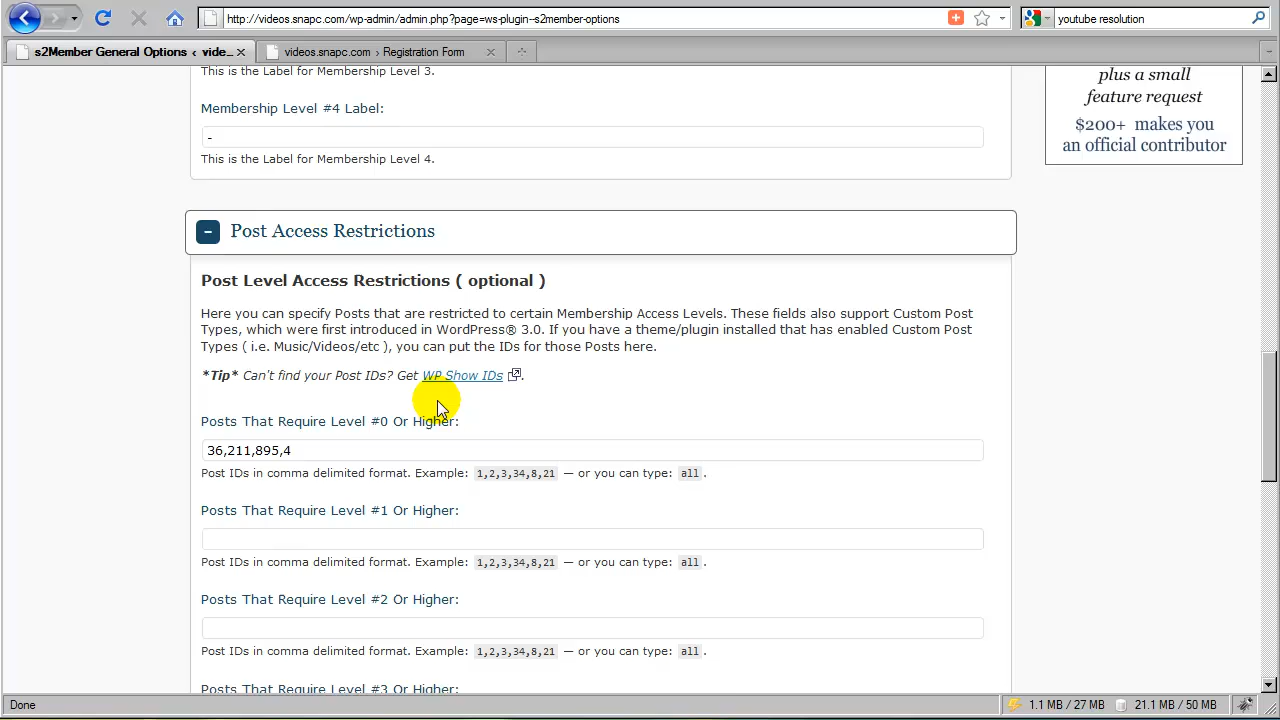 http://videos.snapc.com/wp-admin/admin.php?page=ws-plugin--s2member-options
youtube resolution
s2Member General Options ‹ vide...
videos.snapc.com › Registration Form
This is the Label for Membership Level 3.
plus a small
feature request
$200+ makes you
an official contributor
Membership Level #4 Label:
-
This is the Label for Membership Level 4.
Post Access Restrictions
Post Level Access Restrictions ( optional )
Here you can specify Posts that are restricted to certain Membership Access Levels. These fields also support Custom Post
Types, which were first introduced in WordPress® 3.0. If you have a theme/plugin installed that has enabled Custom Post
Types ( i.e. Music/Videos/etc ), you can put the IDs for those Posts here.
*Tip* Can't find your Post IDs? Get WP Show IDs .
Posts That Require Level #0 Or Higher:
36,211,895,4
Post IDs in comma delimited format. Example: 1,2,3,34,8,21 — or you can type: all .
Posts That Require Level #1 Or Higher:
Post IDs in comma delimited format. Example: 1,2,3,34,8,21 — or you can type: all .
Posts That Require Level #2 Or Higher:
Post IDs in comma delimited format. Example: 1,2,3,34,8,21 — or you can type: all .
Posts That Require Level #3 Or Higher:
Done
1.1 MB / 27 MB
21.1 MB / 50 MB